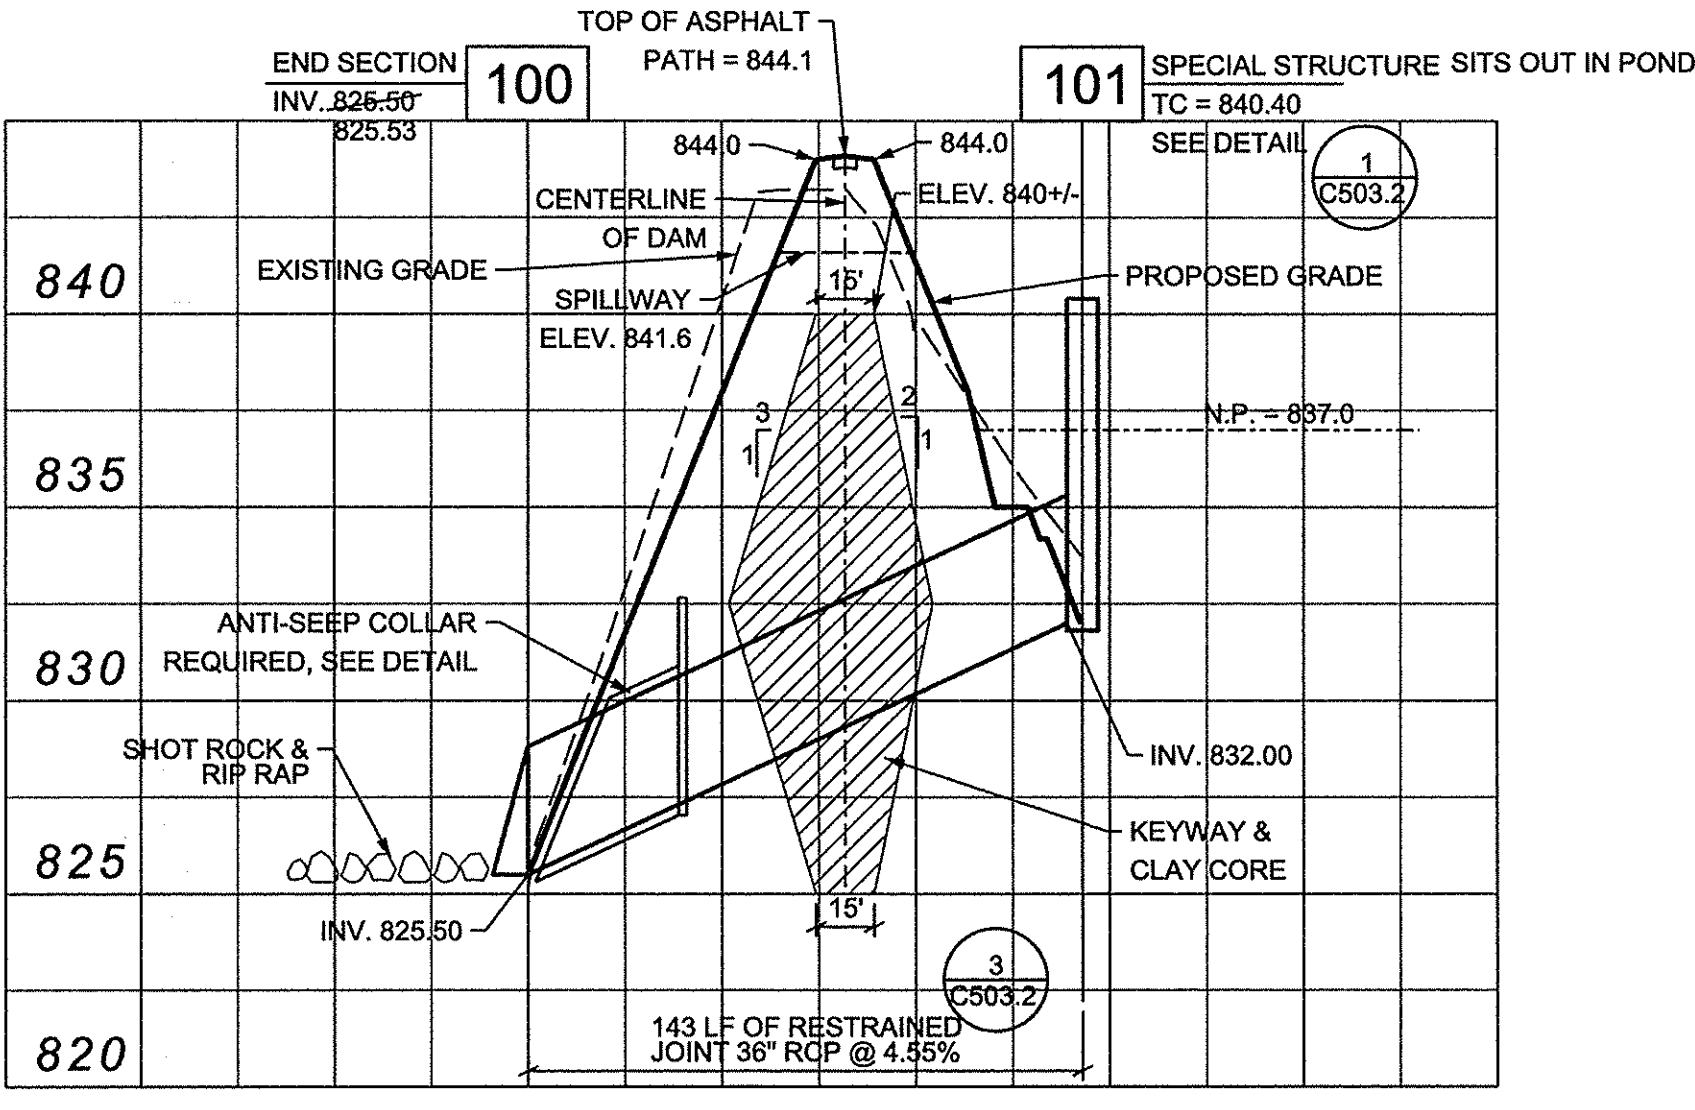 TOP OF ASPHALT
PATH = 844.1
END SECTION
100
INV. 825.50
825.53
101
SPECIAL STRUCTURE SITS OUT IN POND
TC = 840.40
SEE DETAIL
1
C503.2
844.0
844.0
CENTERLINE
OF DAM
ELEV. 840+/-
EXISTING GRADE
SPILLWAY
ELEV. 841.6
15'
PROPOSED GRADE
840
N.P. = 837.0
3
1
2
1
835
ANTI-SEEP COLLAR
REQUIRED, SEE DETAIL
830
SHOT ROCK &
RIP RAP
INV. 832.00
KEYWAY &
CLAY CORE
825
15'
INV. 825.50
3
C503.2
143 LF OF RESTRAINED
JOINT 36" RCP @ 4.55%
820